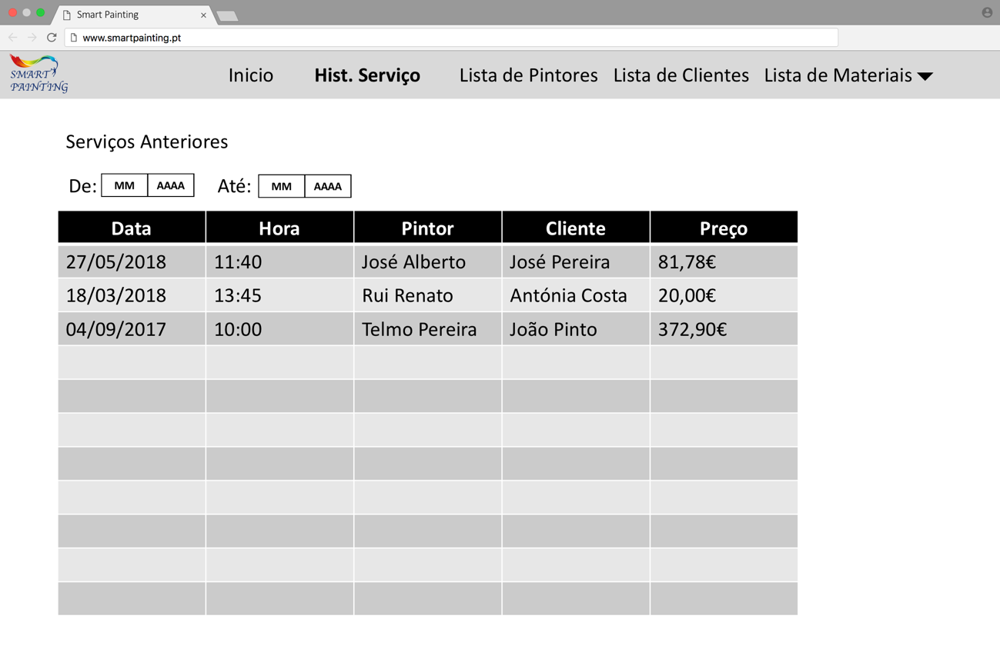 Smart Painting
www.smartpainting.pt
SMART
PAINTING
Inicio Hist. Serviço Lista de Pintores Lista de Clientes Lista de Materiais
Serviços Anteriores
De: MM AAAA Até: MM AAAA
Data Hora Pintor Cliente Preço
27/05/2018 11:40 José Alberto José Pereira 81,78€
18/03/2018 13:45 Rui Renato Antónia Costa 20,00€
04/09/2017 10:00 Telmo Pereira João Pinto 372,90€